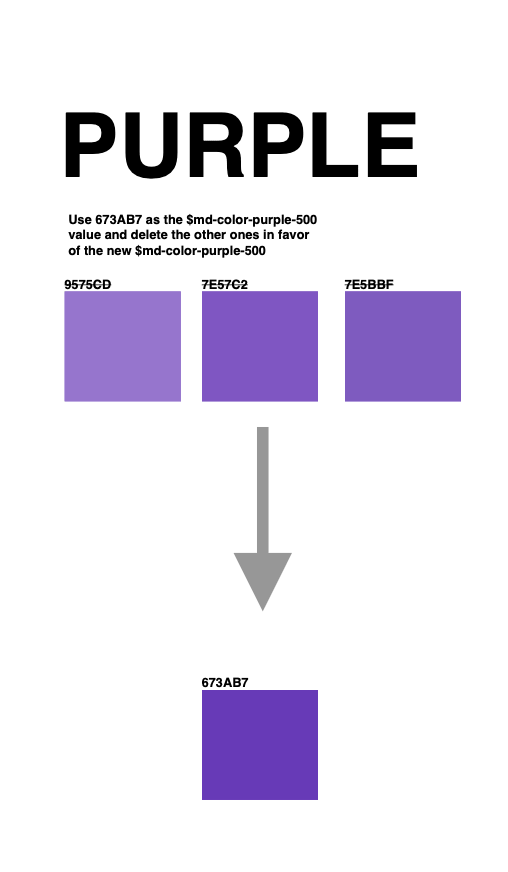 PURPLE
Use 673AB7 as the $md-color-purple-500
value and delete the other ones in favor
of the new $md-color-purple-500
9575CD 7E57C2 7E5BBF
673AB7